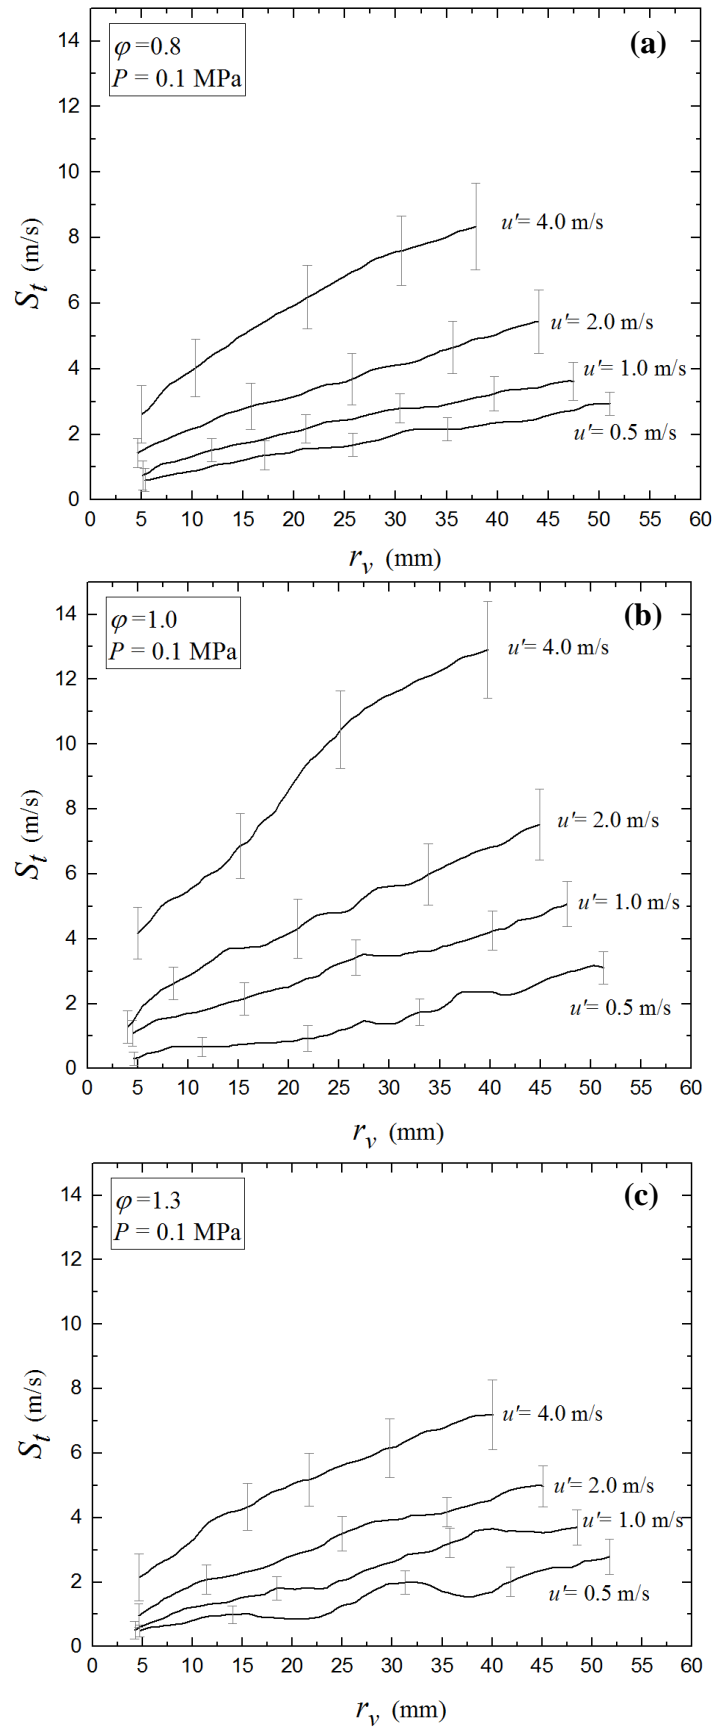 (a)
φ=0.8
P = 0.1 MPa
14
12
10
8
6
4
2
0
S_t (m/s)
u'= 4.0 m/s
u'= 2.0 m/s
u'= 1.0 m/s
u'= 0.5 m/s
0 5 10 15 20 25 30 35 40 45 50 55 60
r_v (mm)
(b)
φ=1.0
P = 0.1 MPa
14
12
10
8
6
4
2
0
S_t (m/s)
u'= 4.0 m/s
u'= 2.0 m/s
u'= 1.0 m/s
u'= 0.5 m/s
0 5 10 15 20 25 30 35 40 45 50 55 60
r_v (mm)
(c)
φ=1.3
P = 0.1 MPa
14
12
10
8
6
4
2
0
S_t (m/s)
u'= 4.0 m/s
u'= 2.0 m/s
u'= 1.0 m/s
u'= 0.5 m/s
0 5 10 15 20 25 30 35 40 45 50 55 60
r_v (mm)